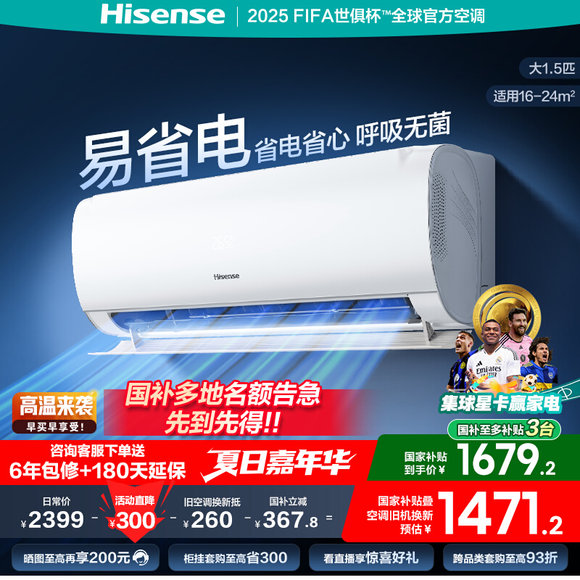 Hisense 2025 FIFA世俱杯™全球官方空调
大1.5匹
适用16-24m²
易省电 省电省心 呼吸无菌
Hisense
高温来袭
早买早享受!
国补多地名额告急
先到先得!!
集球星卡赢家电
国补至多补贴3台
咨询客服下单送
6年包修+180天延保
夏日嘉年华
国家补贴
到手价 ¥1679.2
日常价
¥2399
-
活动直降
¥300
-
旧空调换新抵
¥260
-
国补立减
¥367.8
=
国家补贴叠
空调旧机换新
预估 ¥1471.2
晒图至高再享200元
柜挂套购至高省300
看直播享惊喜好礼
跨品类套购至高93折